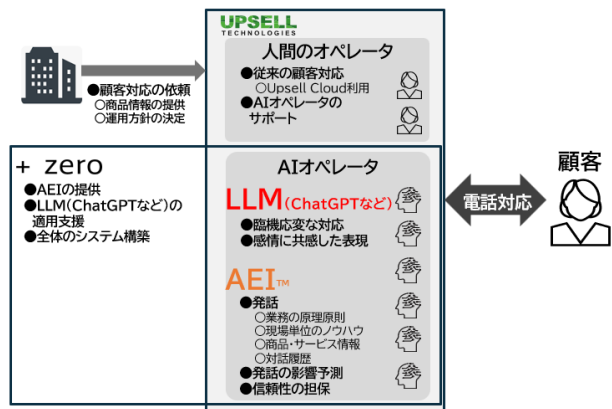 UPSELL
TECHNOLOGIES
人間のオペレータ
●従来の顧客対応
○Upsell Cloud利用
●AIオペレータの
サポート
●顧客対応の依頼
○商品情報の提供
○運用方針の決定
+ zero
●AEIの提供
●LLM(ChatGPTなど)の
適用支援
●全体のシステム構築
AIオペレータ
LLM(ChatGPTなど)
●臨機応変な対応
●感情に共感した表現
AEI™
●発話
○業務の原理原則
○現場単位のノウハウ
○商品・サービス情報
○対話履歴
●発話の影響予測
●信頼性の担保
電話対応
顧客